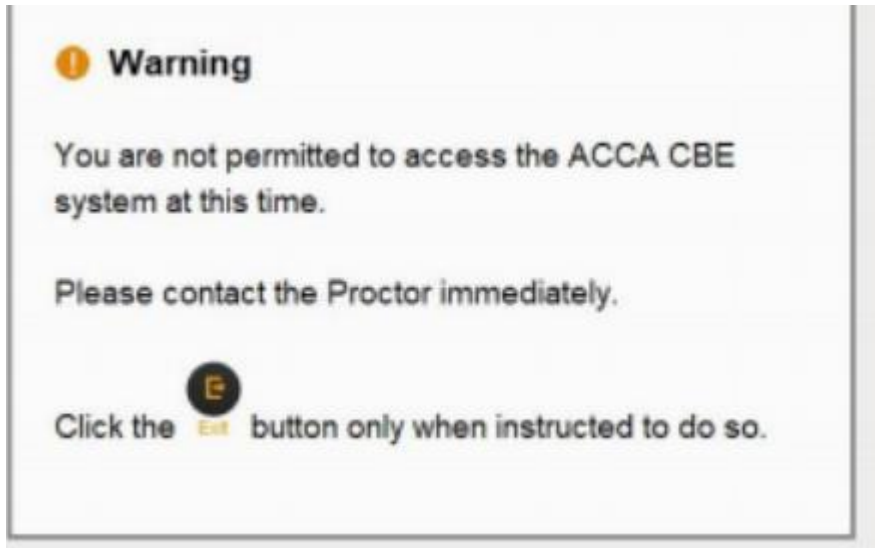 Warning
You are not permitted to access the ACCA CBE
system at this time.
Please contact the Proctor immediately.
Click the Exit button only when instructed to do so.